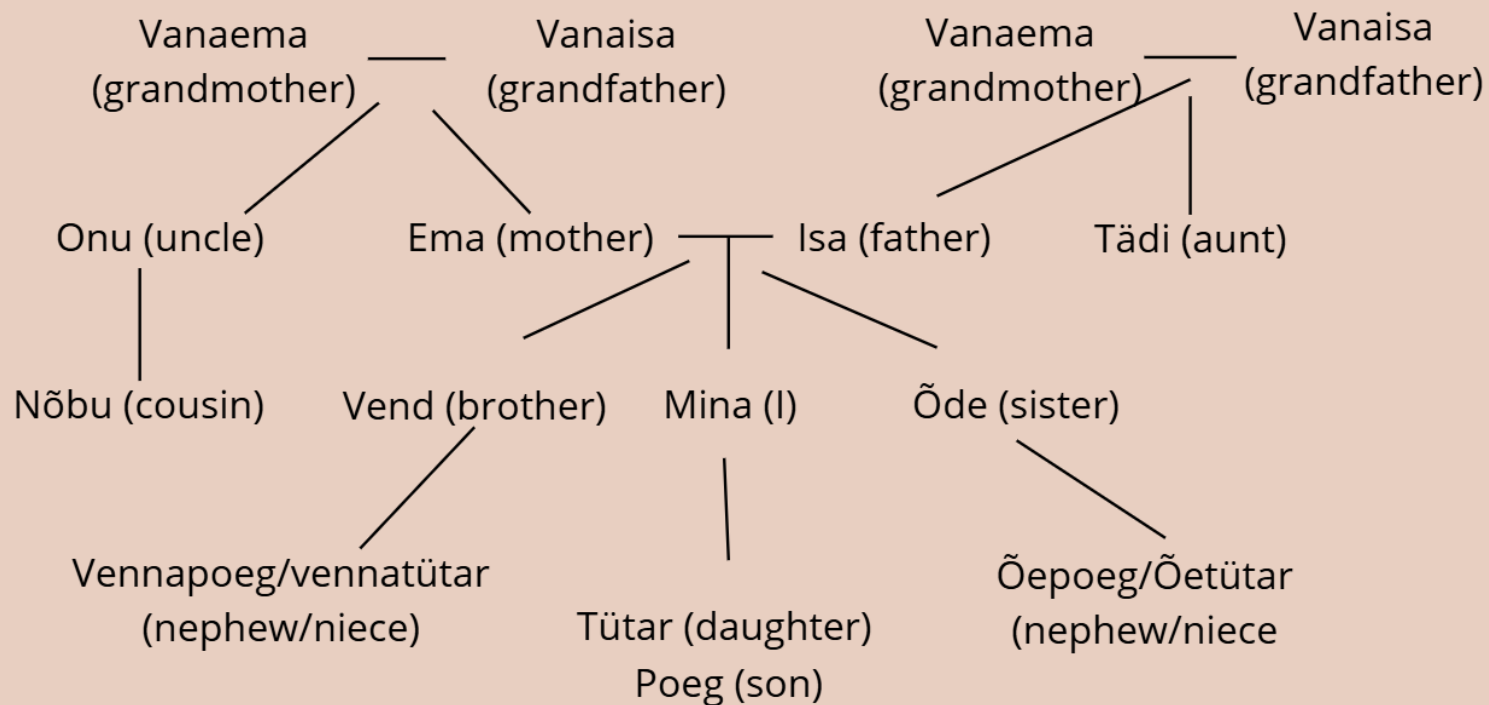 Vanaema
(grandmother)
Vanaisa
(grandfather)
Vanaema
(grandmother)
Vanaisa
(grandfather)
Onu (uncle)
Ema (mother)
Isa (father)
Tädi (aunt)
Nõbu (cousin)
Vend (brother)
Mina (I)
Õde (sister)
Vennapoeg/vennatütar
(nephew/niece)
Tütar (daughter)
Poeg (son)
Õepoeg/Õetütar
(nephew/niece